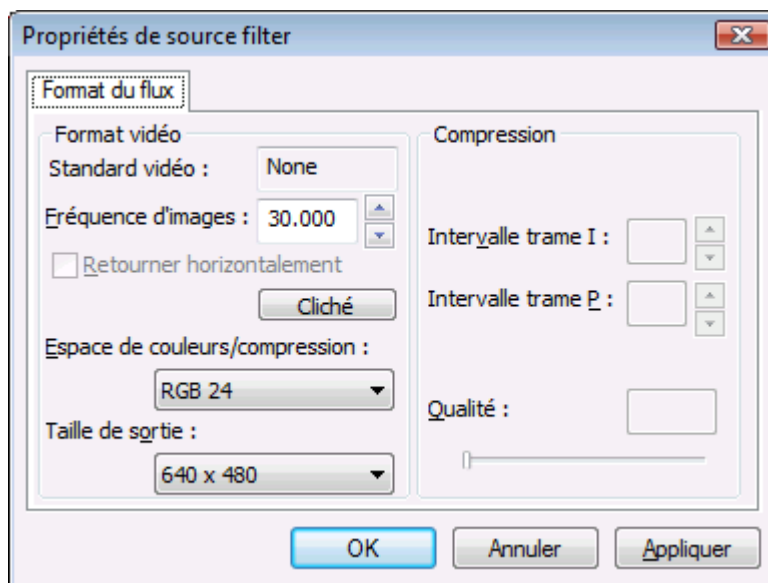 Propriétés de source filter
Format du flux
Format vidéo
Standard vidéo : None
Fréquence d'images : 30.000
Retourner horizontalement
Cliché
Espace de couleurs/compression :
RGB 24
Taille de sortie :
640 x 480
Compression
Intervalle trame I :
Intervalle trame P :
Qualité :
OK
Annuler
Appliquer